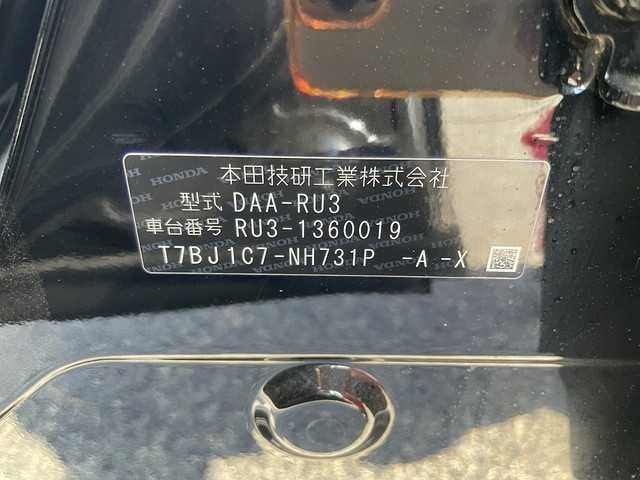 本田技研工業株式会社
型式 DAA-RU3
車台番号 RU3-1360019
T7BJ1C7-NH731P -A -X